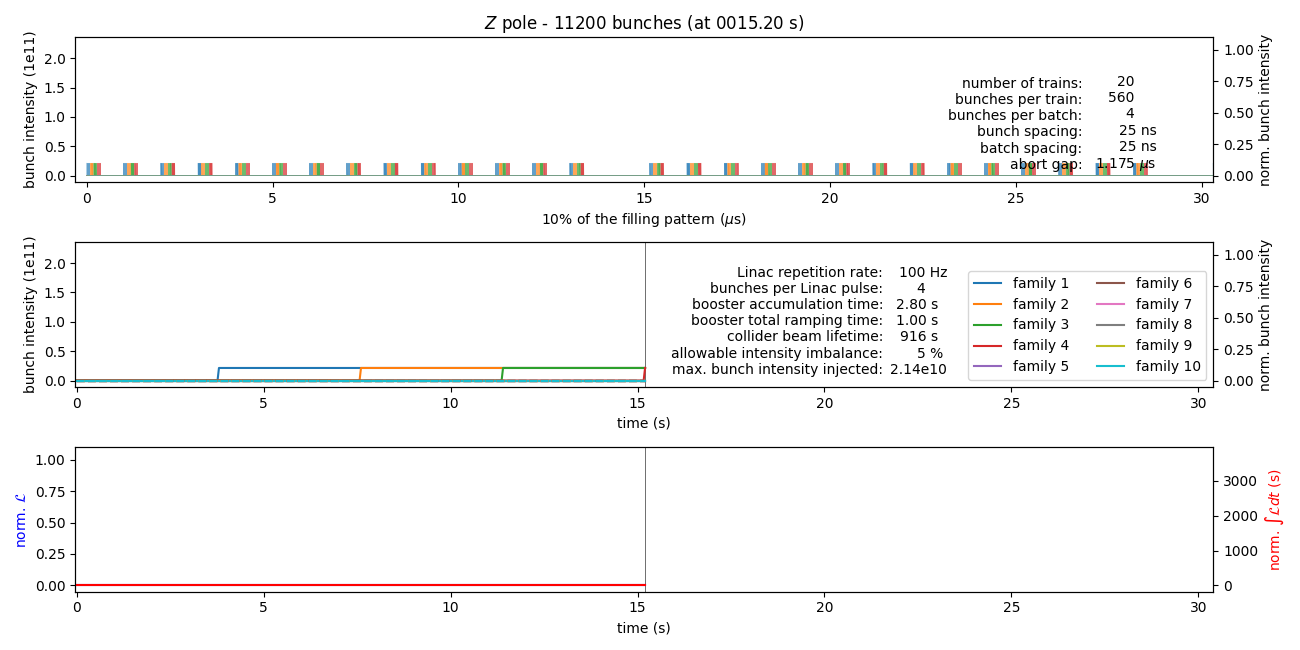 Z pole - 11200 bunches (at 0015.20 s)
bunch intensity (1e11)
2.0
1.5
1.0
0.5
0.0
number of trains: 20
bunches per train: 560
bunches per batch: 4
bunch spacing: 25 ns
batch spacing: 25 ns
abort gap: 1.175 μs
1.00
0.75
0.50
0.25
0.00
norm. bunch intensity
0 5 10 15 20 25 30
10% of the filling pattern (μs)
bunch intensity (1e11)
2.0
1.5
1.0
0.5
0.0
Linac repetition rate: 100 Hz
bunches per Linac pulse: 4
booster accumulation time: 2.80 s
booster total ramping time: 1.00 s
collider beam lifetime: 916 s
allowable intensity imbalance: 5 %
max. bunch intensity injected: 2.14e10
family 1
family 2
family 3
family 4
family 5
family 6
family 7
family 8
family 9
family 10
1.00
0.75
0.50
0.25
0.00
norm. bunch intensity
0 5 10 15 20 25 30
time (s)
norm. ℒ
1.00
0.75
0.50
0.25
0.00
3000
2000
1000
0
norm. ∫ℒdt (s)
0 5 10 15 20 25 30
time (s)